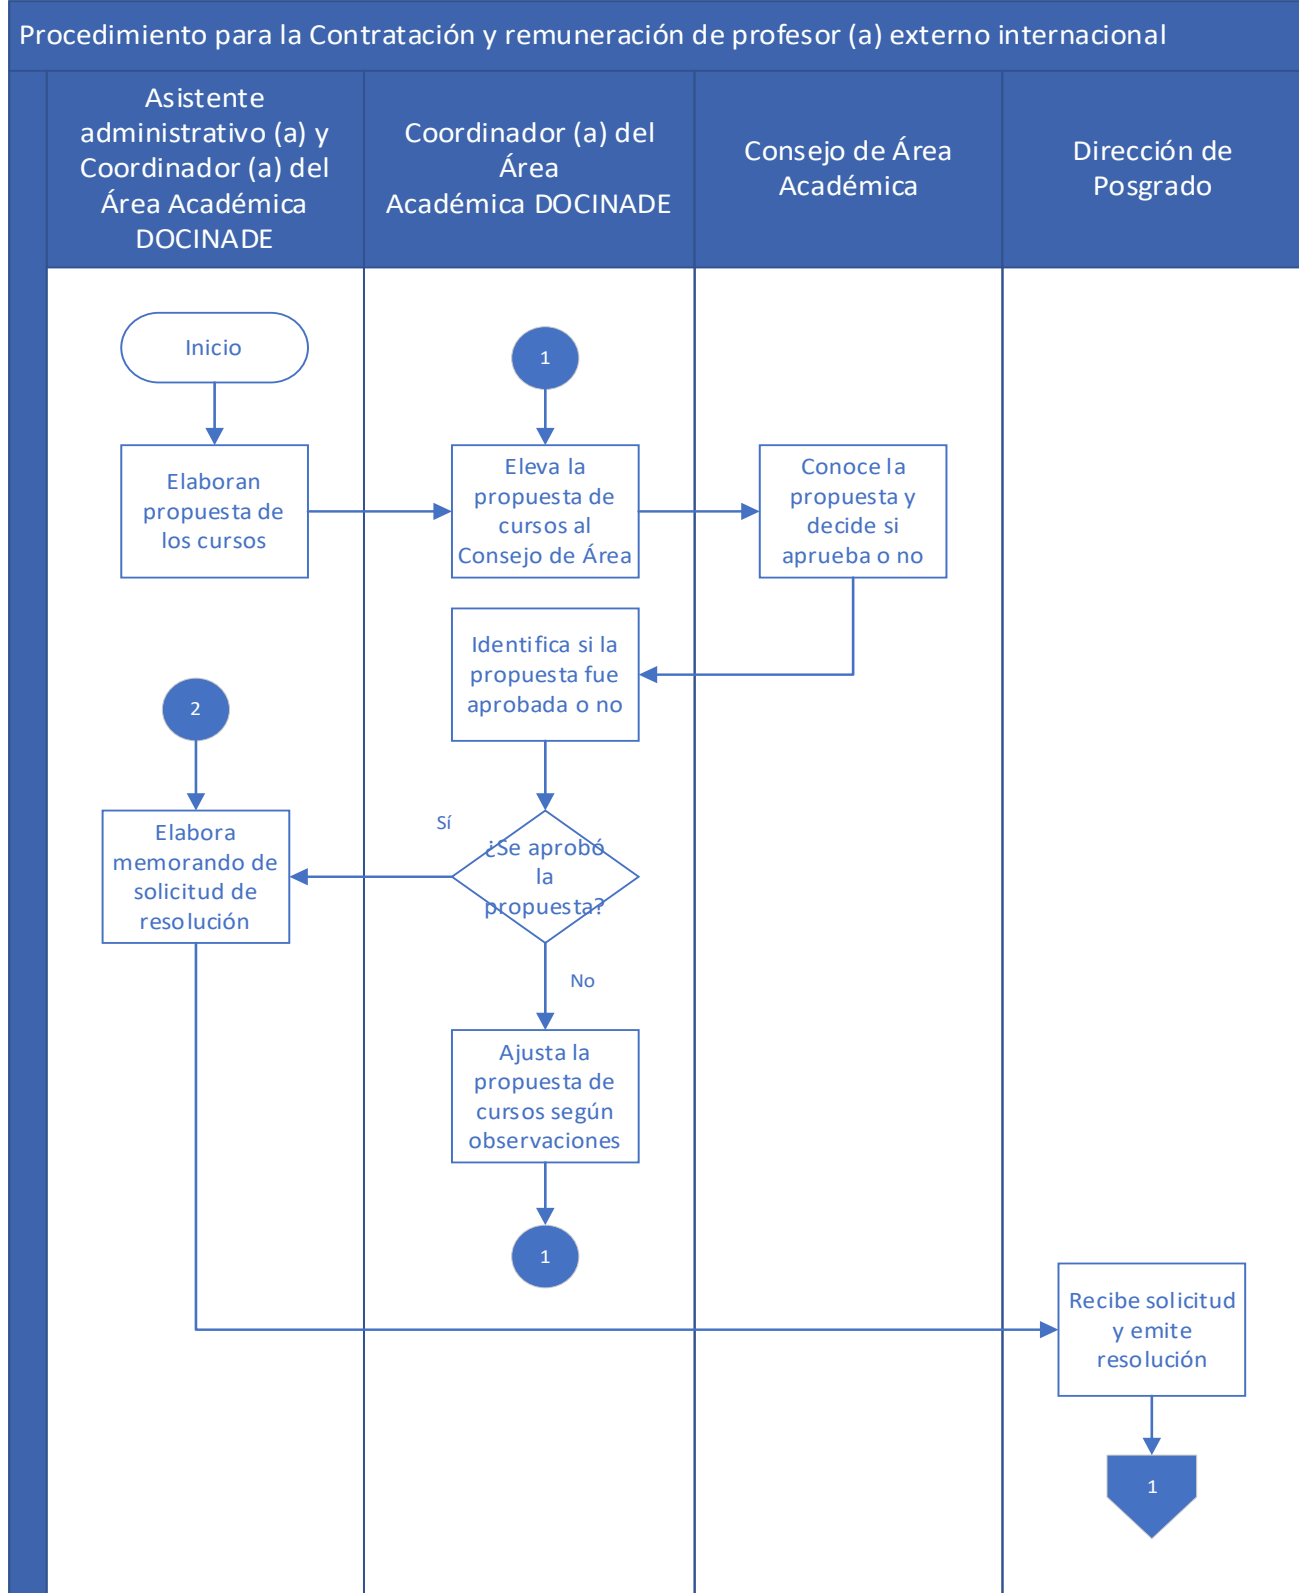 Procedimiento para la Contratación y remuneración de profesor (a) externo internacional
Asistente
administrativo (a) y
Coordinador (a) del
Área Académica
DOCINADE
Coordinador (a) del
Área
Académica DOCINADE
Consejo de Área
Académica
Dirección de
Posgrado
Inicio
1
Elaboran
propuesta de
los cursos
Eleva la
propuesta de
cursos al
Consejo de Área
Conoce la
propuesta y
decide si
aprueba o no
Identifica si la
propuesta fue
aprobada o no
2
Sí
Elabora
memorando de
solicitud de
resolución
¿Se aprobó
la
propuesta?
No
Ajusta la
propuesta de
cursos según
observaciones
1
Recibe solicitud
y emite
resolución
1